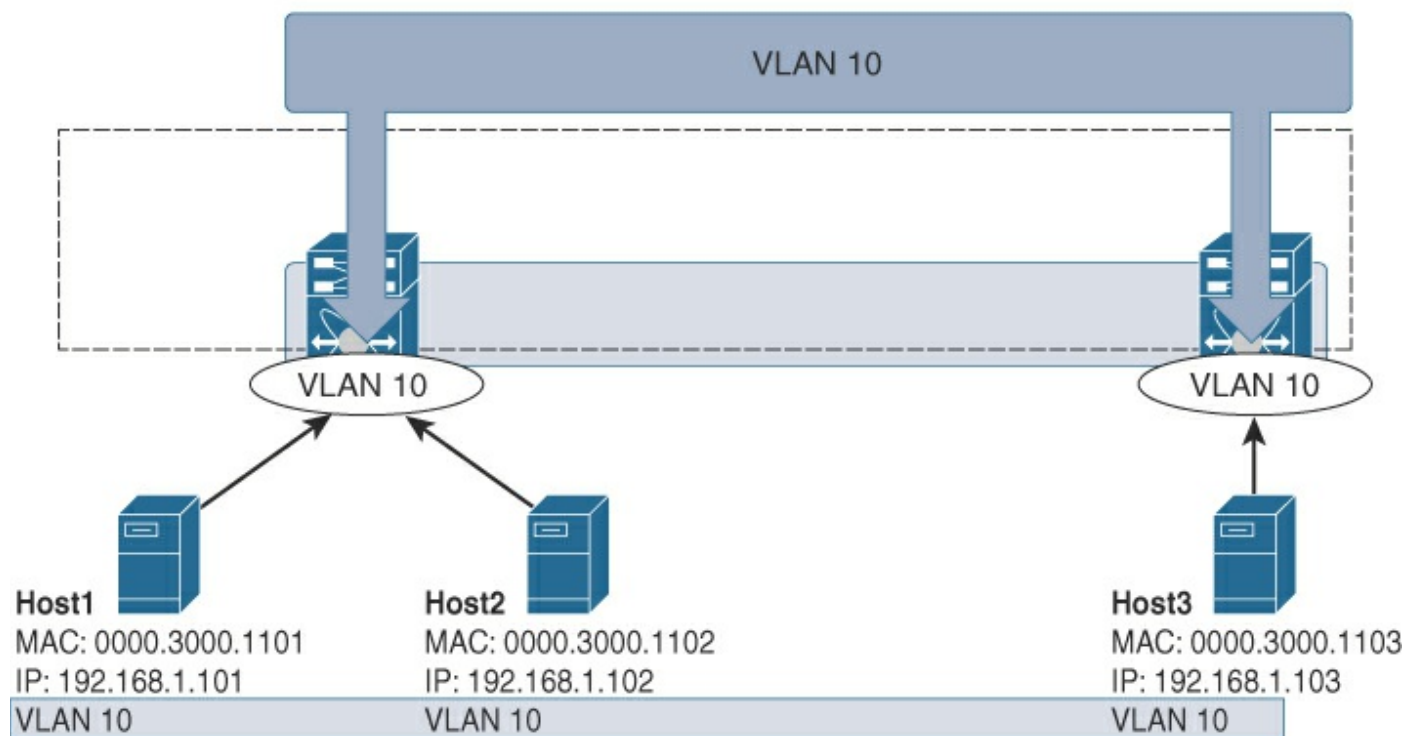 VLAN 10
VLAN 10
VLAN 10
Host1
MAC: 0000.3000.1101
IP: 192.168.1.101
VLAN 10
Host2
MAC: 0000.3000.1102
IP: 192.168.1.102
VLAN 10
Host3
MAC: 0000.3000.1103
IP: 192.168.1.103
VLAN 10